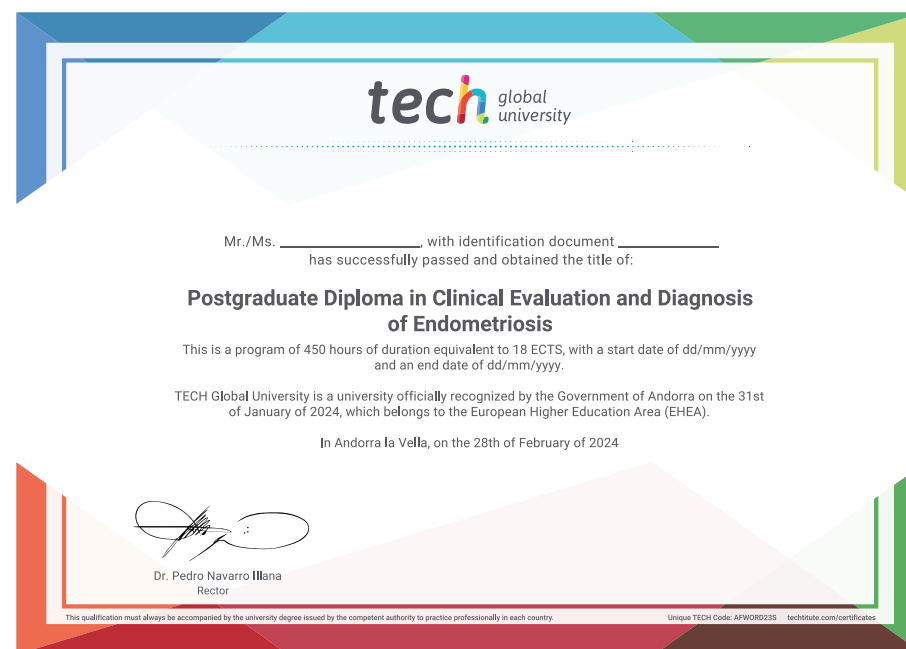 tech global university
Mr./Ms. ____________________, with identification document ______________
has successfully passed and obtained the title of:
Postgraduate Diploma in Clinical Evaluation and Diagnosis
of Endometriosis
This is a program of 450 hours of duration equivalent to 18 ECTS, with a start date of dd/mm/yyyy
and an end date of dd/mm/yyyy.
TECH Global University is a university officially recognized by the Government of Andorra on the 31st
of January of 2024, which belongs to the European Higher Education Area (EHEA).
In Andorra la Vella, on the 28th of February of 2024
Dr. Pedro Navarro Illana
Rector
This qualification must always be accompanied by the university degree issued by the competent authority to practice professionally in each country.
Unique TECH Code: AFWORD23S techtitute.com/certificates